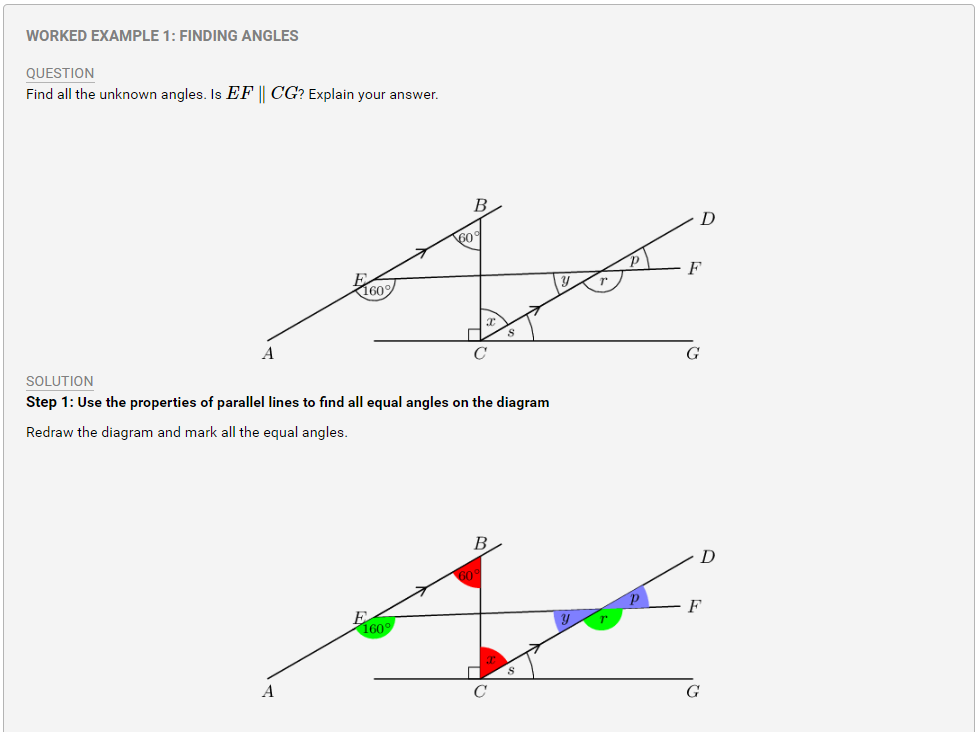 WORKED EXAMPLE 1: FINDING ANGLES
QUESTION
Find all the unknown angles. Is EF ∥ CG? Explain your answer.
B
D
60°
p
F
E
y
r
160°
x
s
A
C
G
SOLUTION
Step 1: Use the properties of parallel lines to find all equal angles on the diagram
Redraw the diagram and mark all the equal angles.
B
D
60°
p
F
E
y
r
160°
x
s
A
C
G